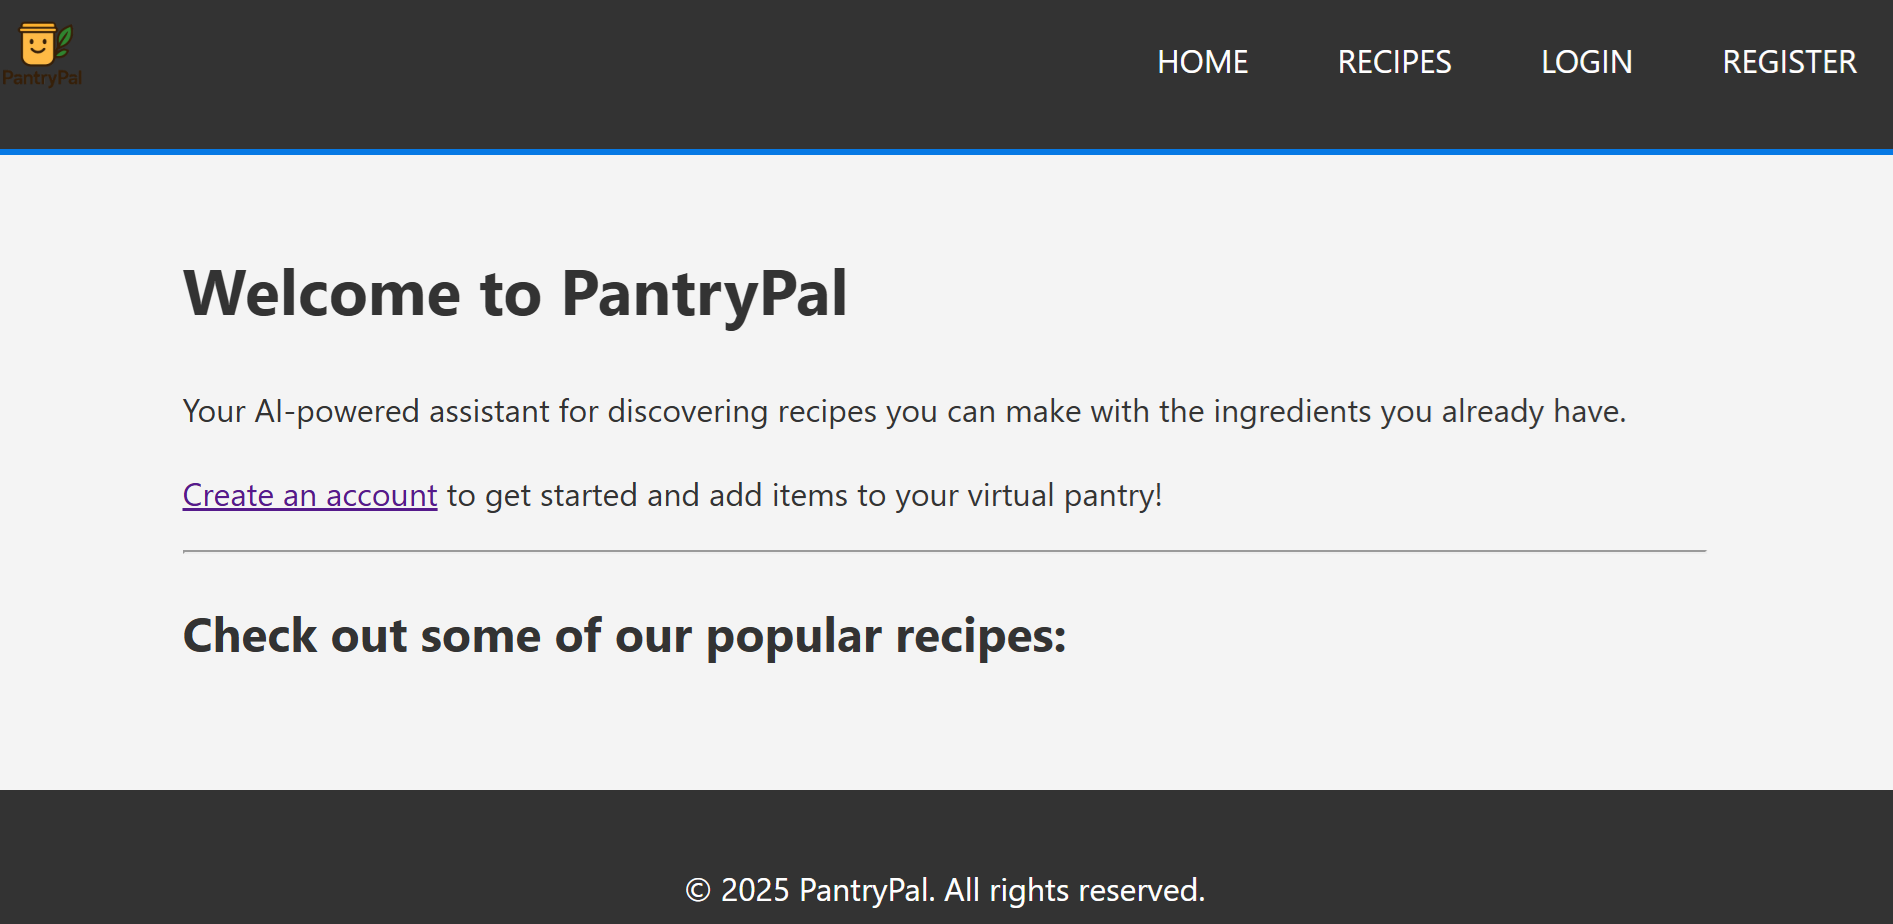 PantryPal
HOME RECIPES LOGIN REGISTER
Welcome to PantryPal
Your AI-powered assistant for discovering recipes you can make with the ingredients you already have.
Create an account to get started and add items to your virtual pantry!
Check out some of our popular recipes:
© 2025 PantryPal. All rights reserved.